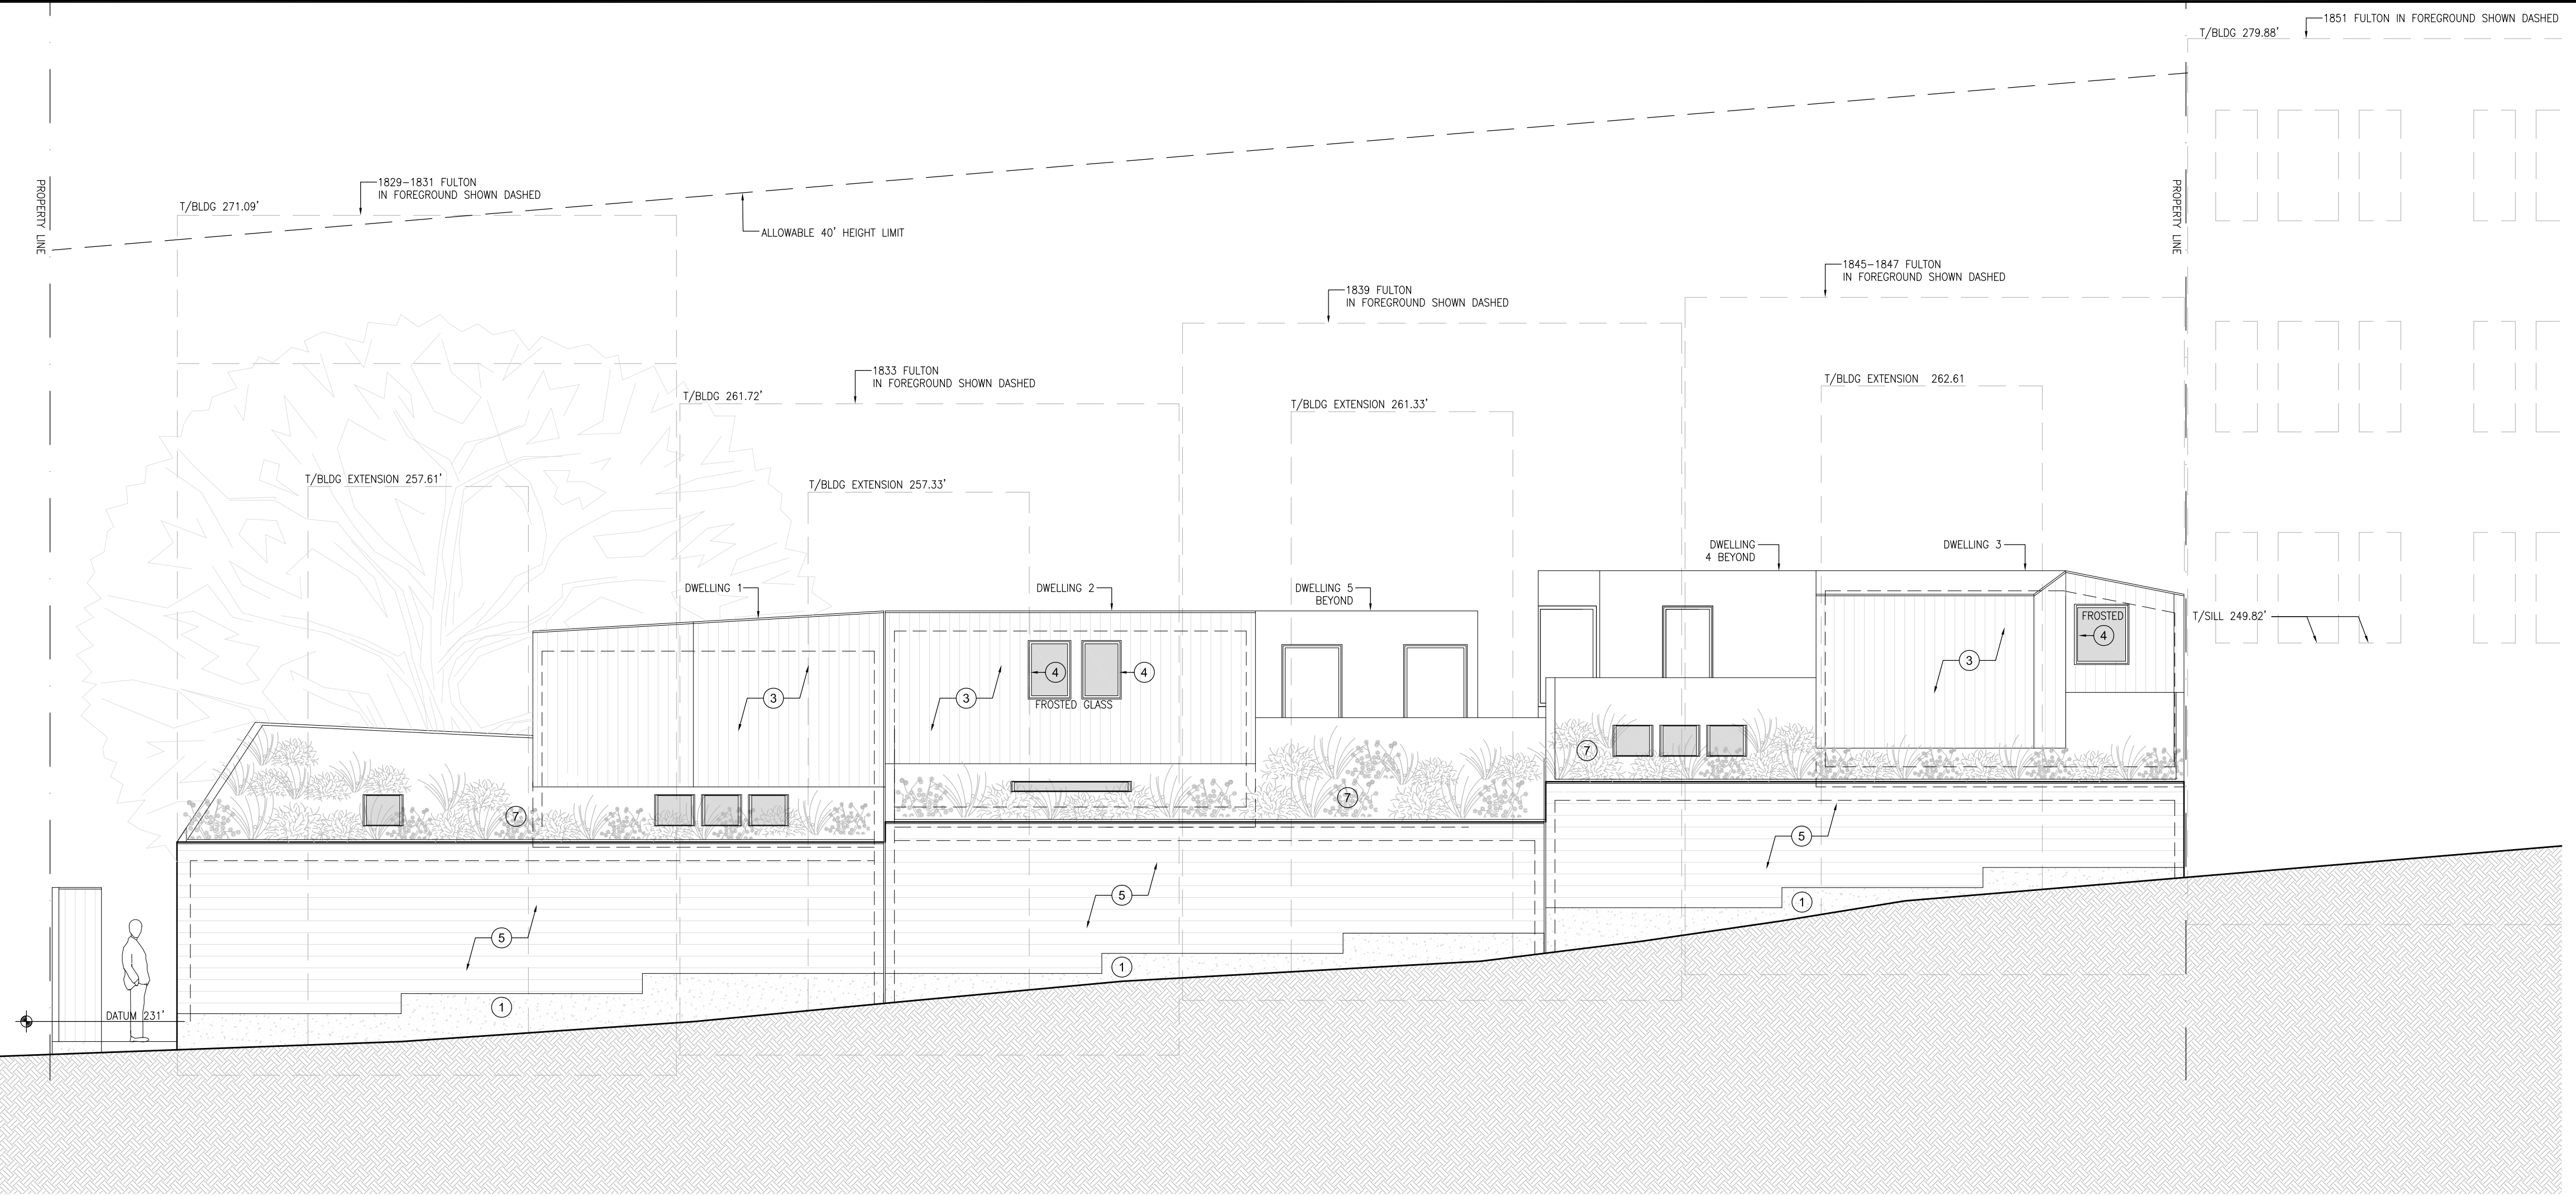 1851 FULTON IN FOREGROUND SHOWN DASHED
T/BLDG 279.88'
PROPERTY LINE
1829-1831 FULTON
IN FOREGROUND SHOWN DASHED
T/BLDG 271.09'
ALLOWABLE 40' HEIGHT LIMIT
PROPERTY LINE
1845-1847 FULTON
IN FOREGROUND SHOWN DASHED
1839 FULTON
IN FOREGROUND SHOWN DASHED
1833 FULTON
IN FOREGROUND SHOWN DASHED
T/BLDG EXTENSION 262.61
T/BLDG 261.72'
T/BLDG EXTENSION 261.33'
T/BLDG EXTENSION 257.61'
T/BLDG EXTENSION 257.33'
DWELLING
4 BEYOND
DWELLING 3
DWELLING 1
DWELLING 2
DWELLING 5
BEYOND
FROSTED
4
T/SILL 249.82'
3
4
4
3
3
FROSTED GLASS
7
7
7
5
5
5
1
1
1
DATUM 231'